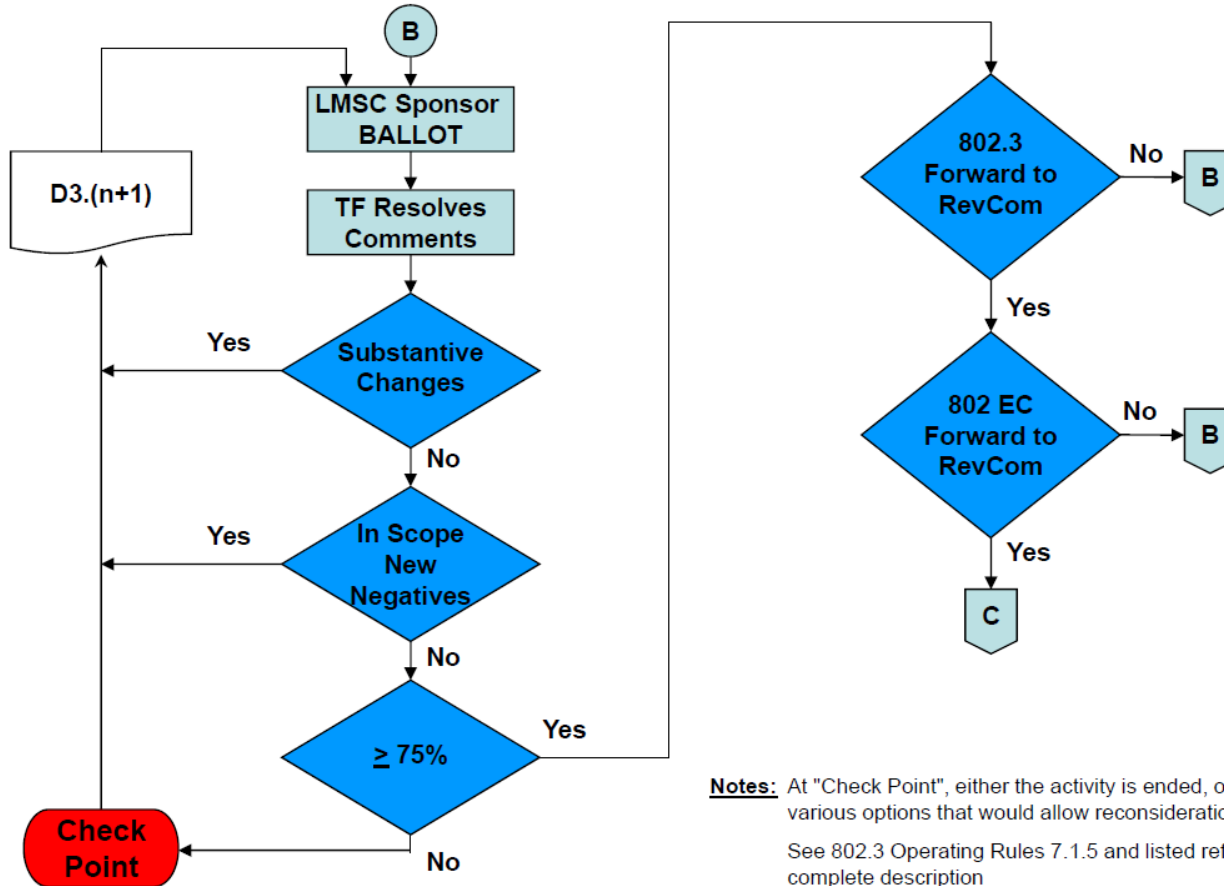 B
LMSC Sponsor
BALLOT
D3.(n+1)
TF Resolves
Comments
Yes
Substantive
Changes
No
Yes
In Scope
New
Negatives
No
≥ 75%
Yes
Check
Point
No
802.3
Forward to
RevCom
No
B
Yes
802 EC
Forward to
RevCom
No
B
Yes
C
Notes: At "Check Point", either the activity is ended, o
various options that would allow reconsideratio
See 802.3 Operating Rules 7.1.5 and listed
complete description